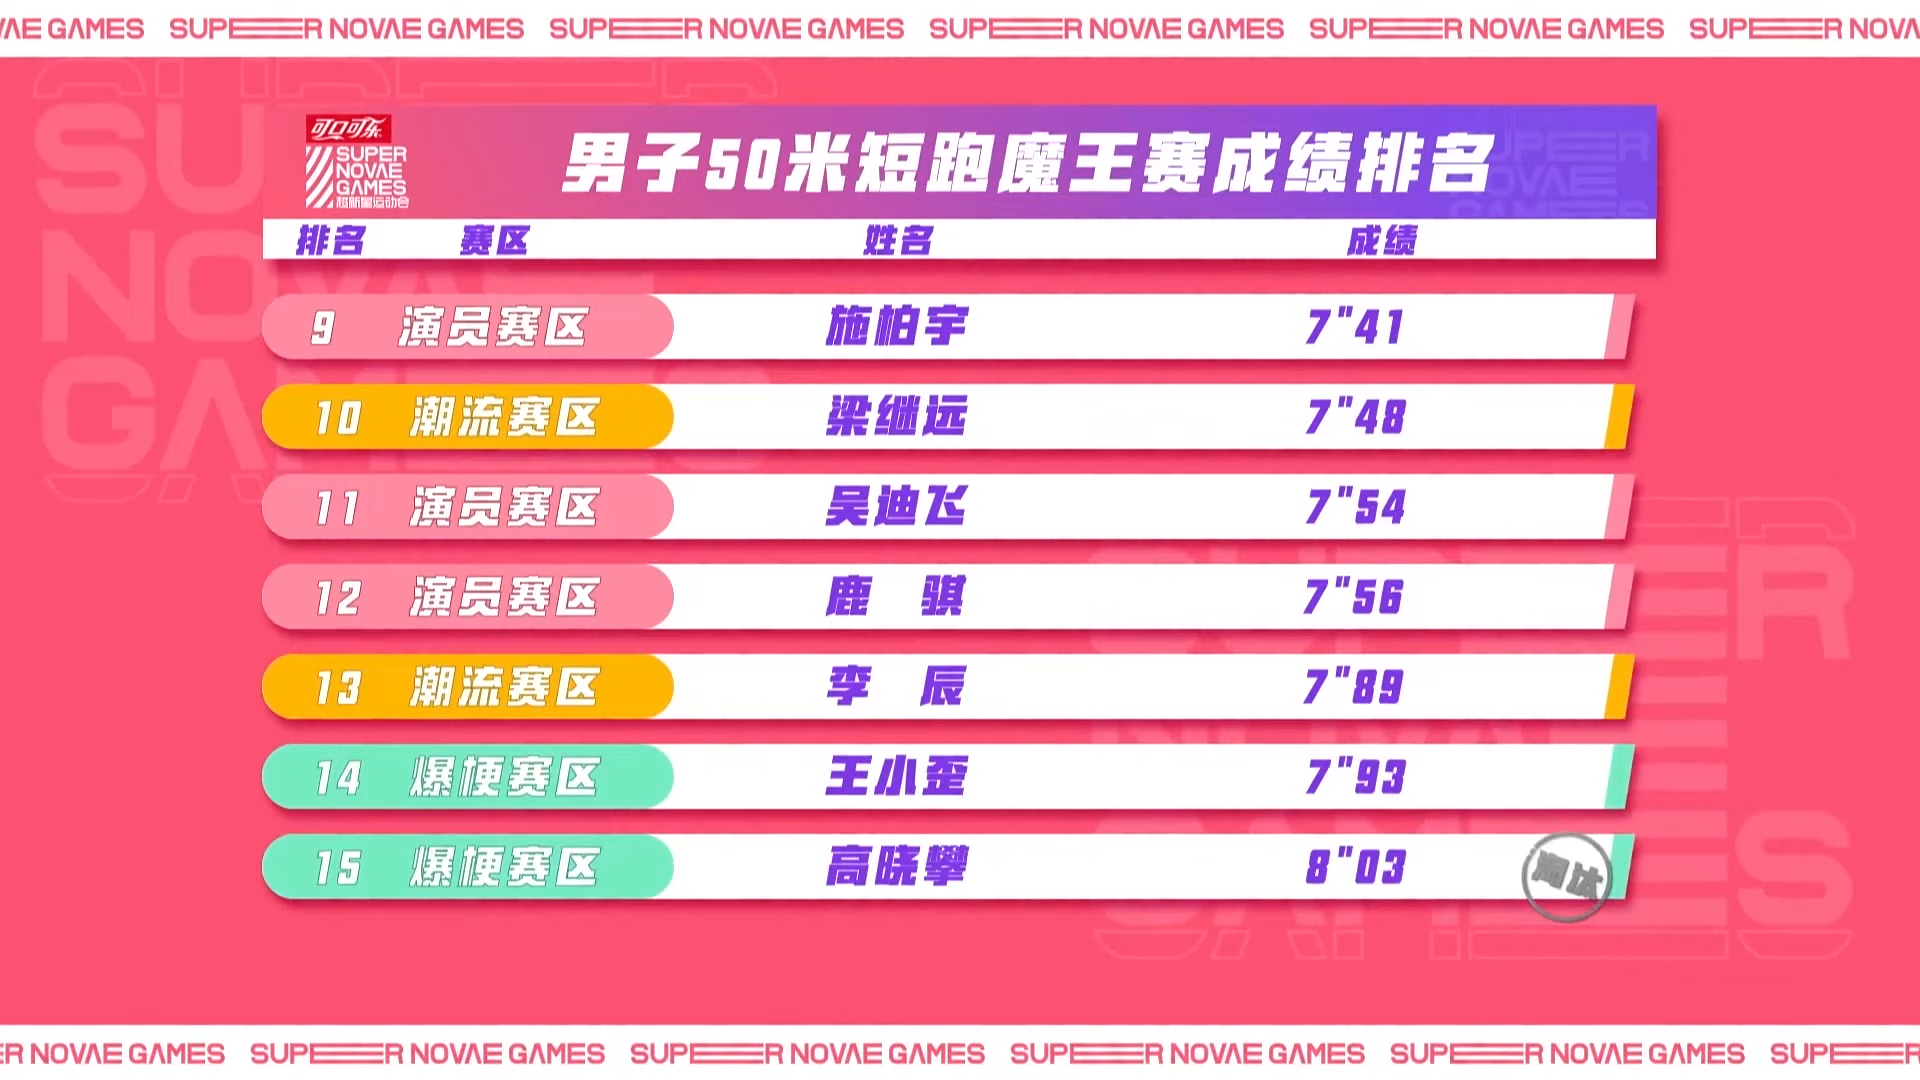 ΛE GAMES SUPER NOVAE GAMES SUPER NOVAE GAMES SUPER NOVAE GAMES SUPER NOVAE GAMES SUPER NOVA
可口可乐
SUPER
NOVAE
GAMES
超新星运动会
男子50米短跑魔王赛成绩排名
排名 赛区 姓名 成绩
9 演员赛区 施柏宇 7"41
10 潮流赛区 梁继远 7"48
11 演员赛区 吴迪飞 7"54
12 演员赛区 鹿 骐 7"56
13 潮流赛区 李 辰 7"89
14 爆梗赛区 王小歪 7"93
15 爆梗赛区 高晓攀 8"03 淘汰
ER NOVAE GAMES SUPER NOVAE GAMES SUPER NOVAE GAMES SUPER NOVAE GAMES SUPER NOVAE GAMES SUPER